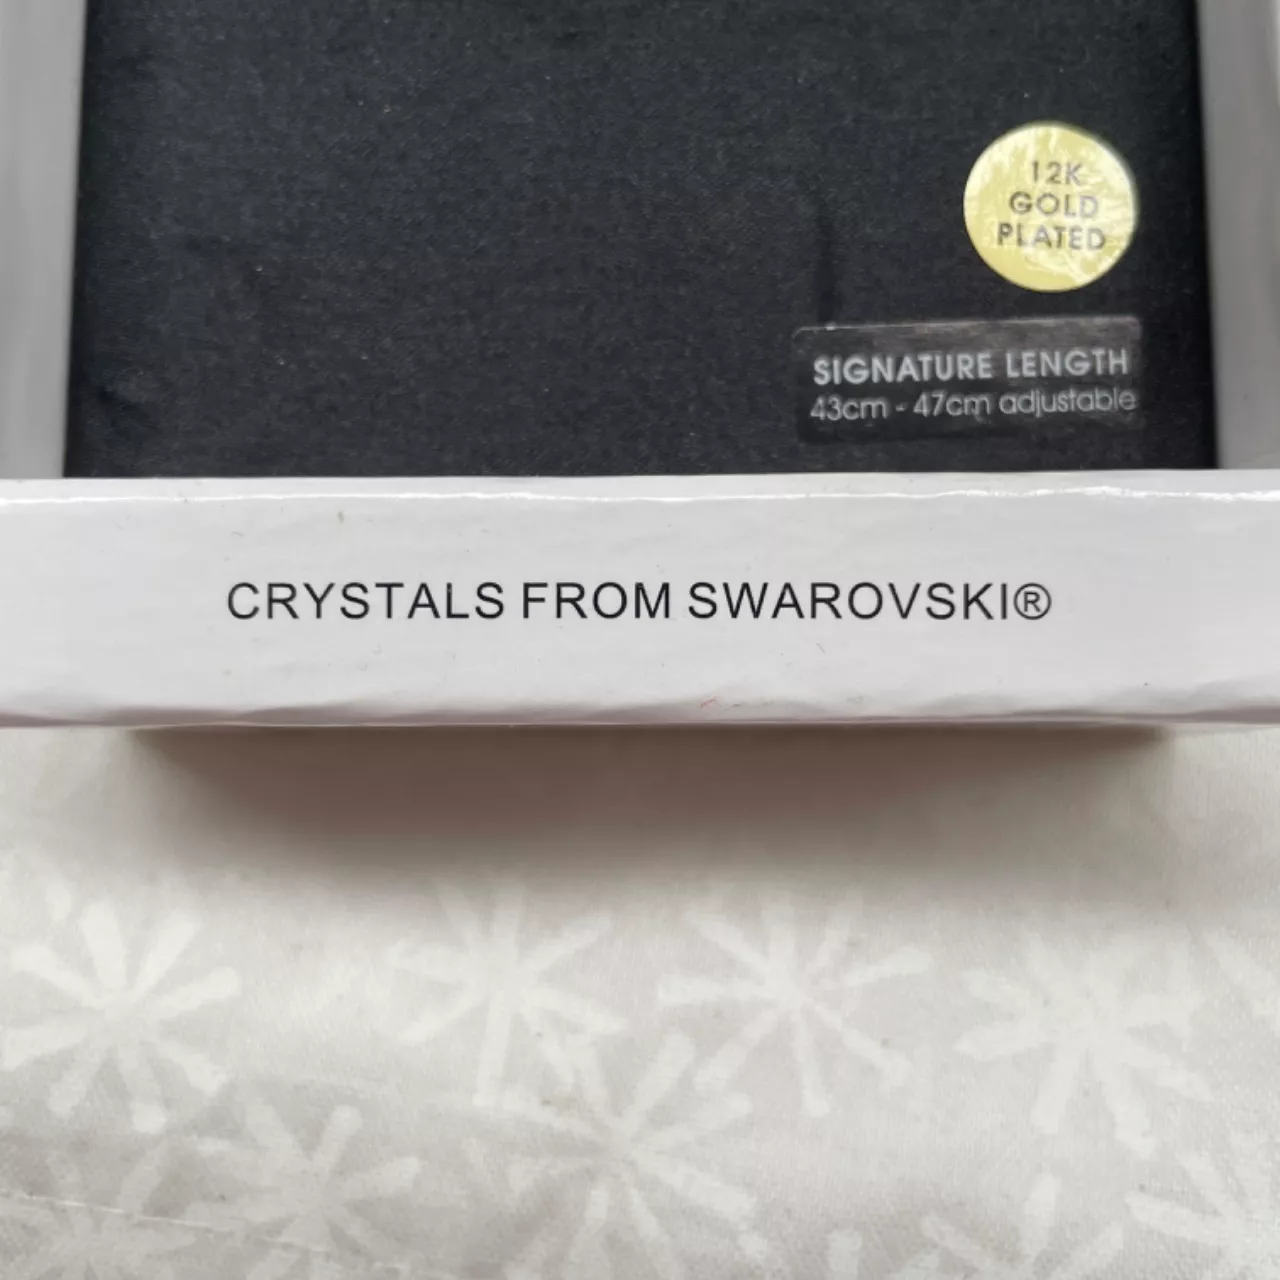 12K
GOLD
PLATED
SIGNATURE LENGTH
43cm - 47cm adjustable
CRYSTALS FROM SWAROVSKI®